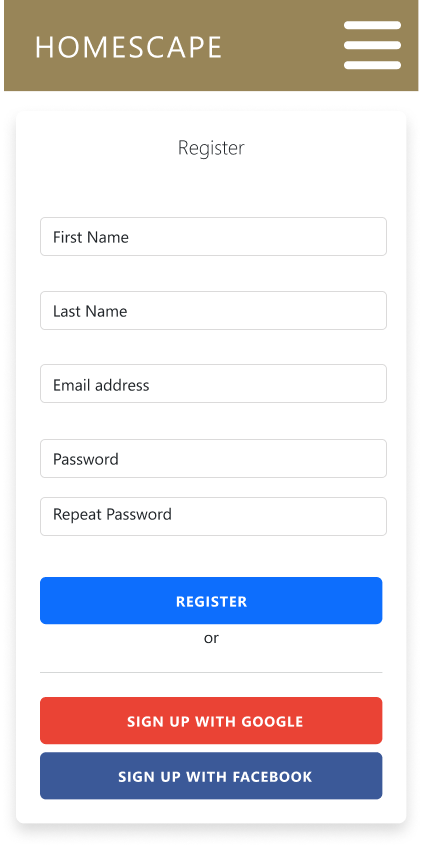 HOMESCAPE
Register
First Name
Last Name
Email address
Password
Repeat Password
REGISTER
or
SIGN UP WITH GOOGLE
SIGN UP WITH FACEBOOK